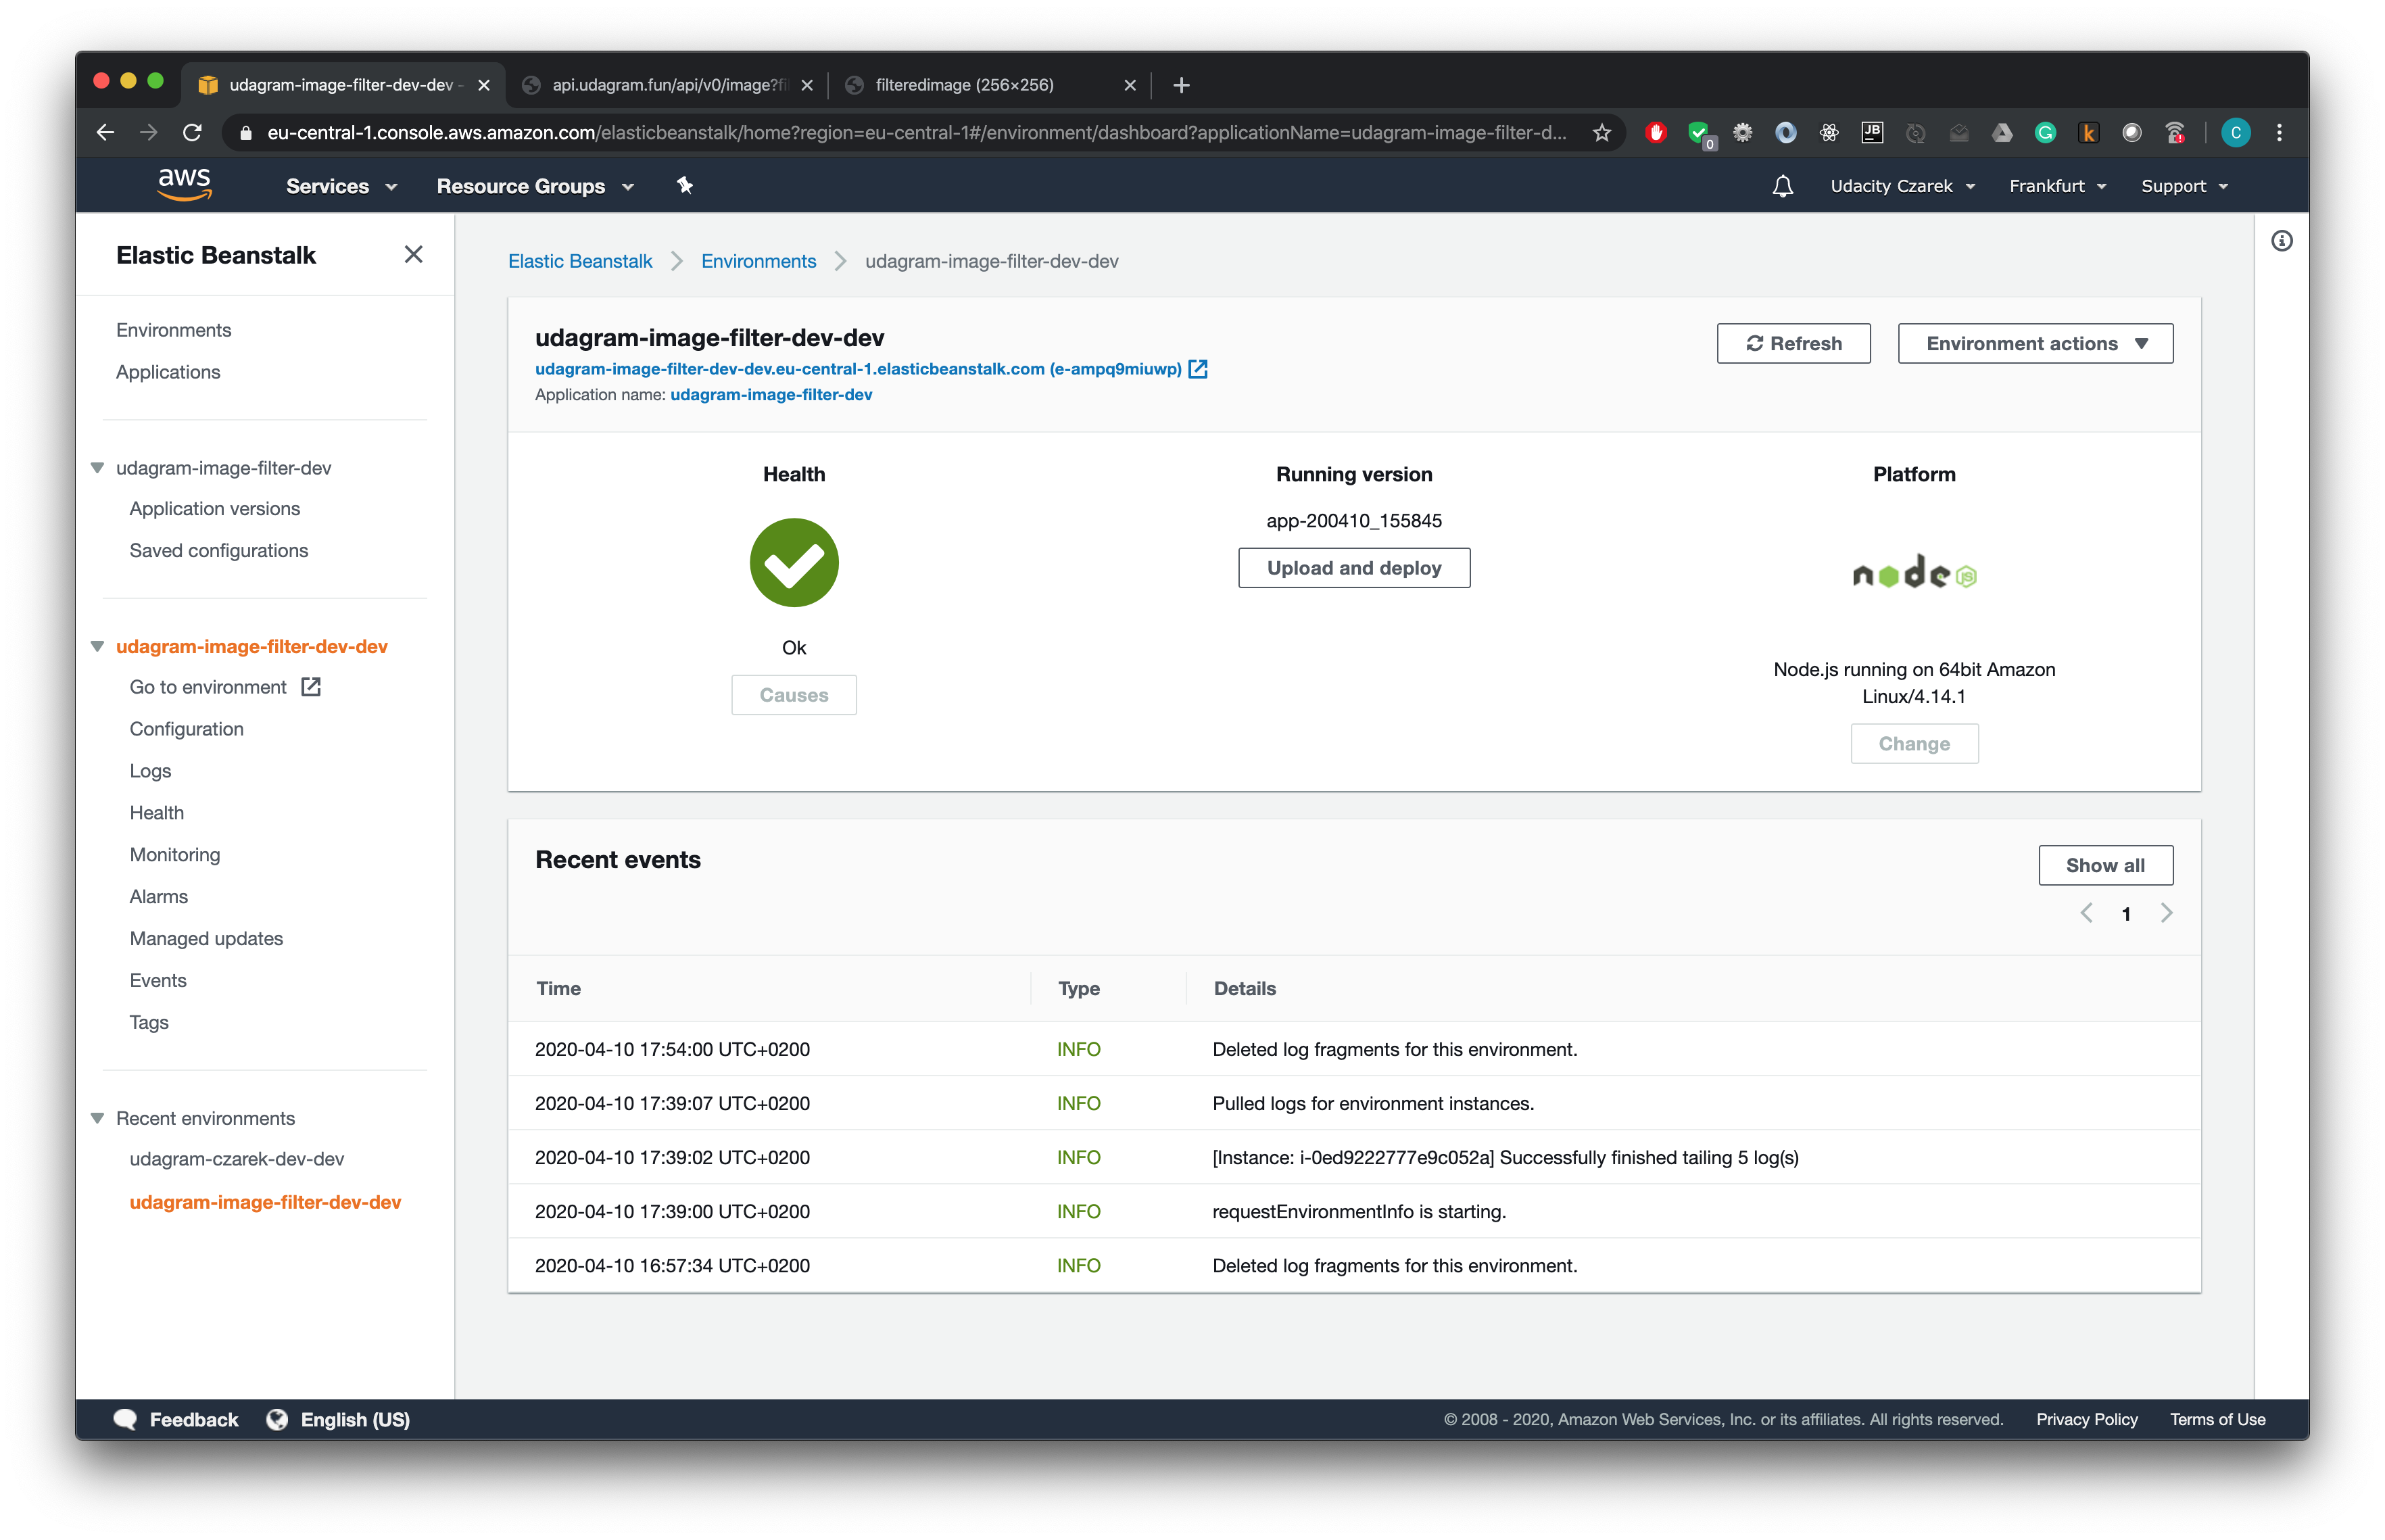 udagram-image-filter-dev-dev -
api.udagram.fun/api/v0/image?fil
filteredimage (256×256)
eu-central-1.console.aws.amazon.com/elasticbeanstalk/home?region=eu-central-1#/environment/dashboard?applicationName=udagram-image-filter-d...
0
JB
k
C
aws
Services
Resource Groups
Udacity Czarek
Frankfurt
Support
Elastic Beanstalk
Environments
Applications
udagram-image-filter-dev
Application versions
Saved configurations
udagram-image-filter-dev-dev
Go to environment
Configuration
Logs
Health
Monitoring
Alarms
Managed updates
Events
Tags
Recent environments
udagram-czarek-dev-dev
udagram-image-filter-dev-dev
Elastic Beanstalk > Environments > udagram-image-filter-dev-dev
udagram-image-filter-dev-dev
udagram-image-filter-dev-dev.eu-central-1.elasticbeanstalk.com (e-ampq9miuwp)
Application name: udagram-image-filter-dev
Refresh
Environment actions
Health
Ok
Causes
Running version
app-200410_155845
Upload and deploy
Platform
node JS
Node.js running on 64bit Amazon
Linux/4.14.1
Change
Recent events
Show all
1
Time Type Details
2020-04-10 17:54:00 UTC+0200 INFO Deleted log fragments for this environment.
2020-04-10 17:39:07 UTC+0200 INFO Pulled logs for environment instances.
2020-04-10 17:39:02 UTC+0200 INFO [Instance: i-0ed9222777e9c052a] Successfully finished tailing 5 log(s)
2020-04-10 17:39:00 UTC+0200 INFO requestEnvironmentInfo is starting.
2020-04-10 16:57:34 UTC+0200 INFO Deleted log fragments for this environment.
Feedback
English (US)
© 2008 - 2020, Amazon Web Services, Inc. or its affiliates. All rights reserved.
Privacy Policy
Terms of Use